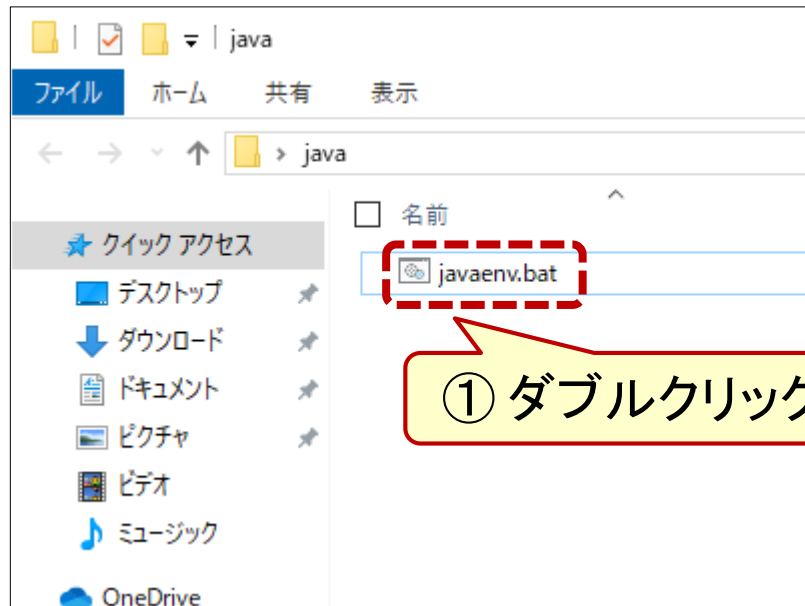 java
ファイル ホーム 共有 表示
java
名前
クイック アクセス
javaenv.bat
デスクトップ
ダウンロード
① ダブルクリック
ドキュメント
ピクチャ
ビデオ
ミュージック
OneDrive